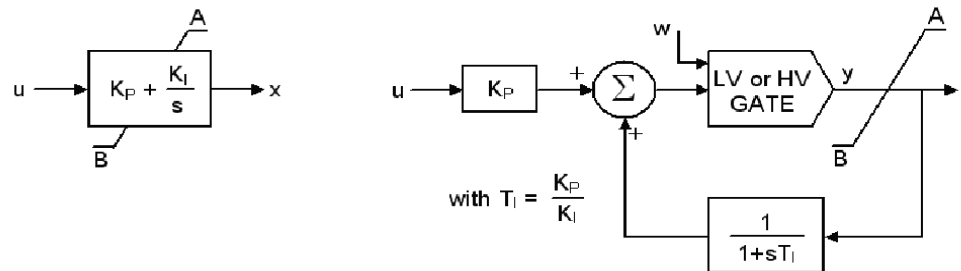 A
u
K_P + K_I / s
x
B
u
K_P
+
Σ
+
w
LV or HV
GATE
y
A
B
with T_I = K_P / K_I
1 / 1+sT_I